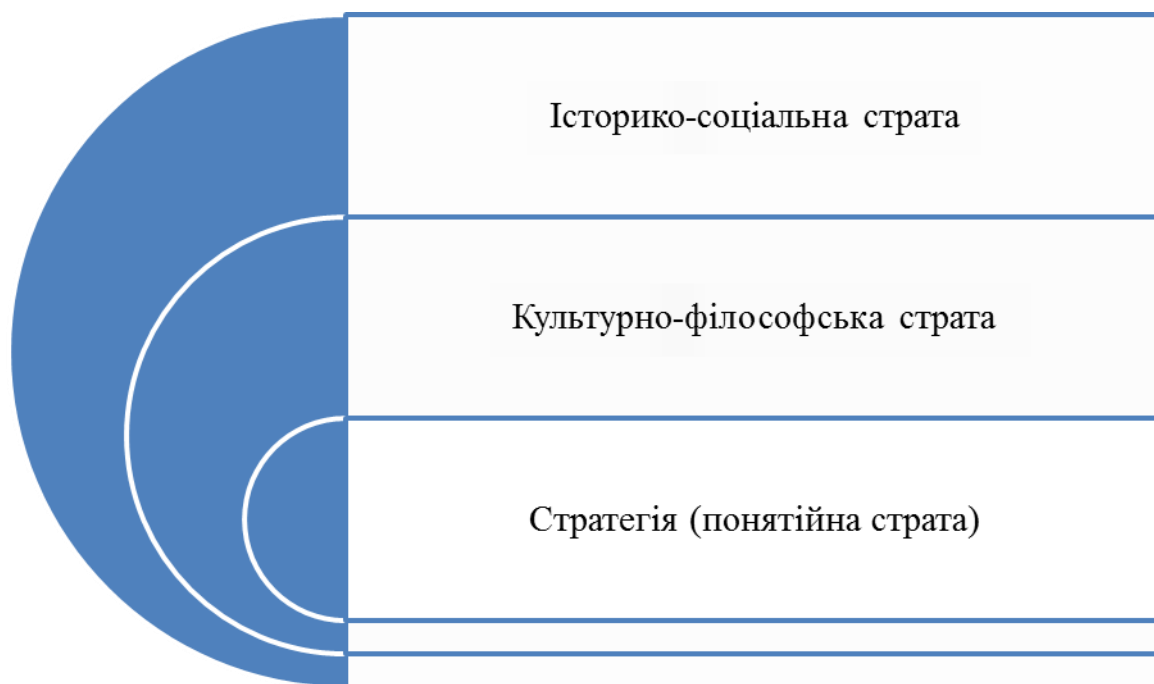 Історико-соціальна страта
Культурно-філософська страта
Стратегія (понятійна страта)